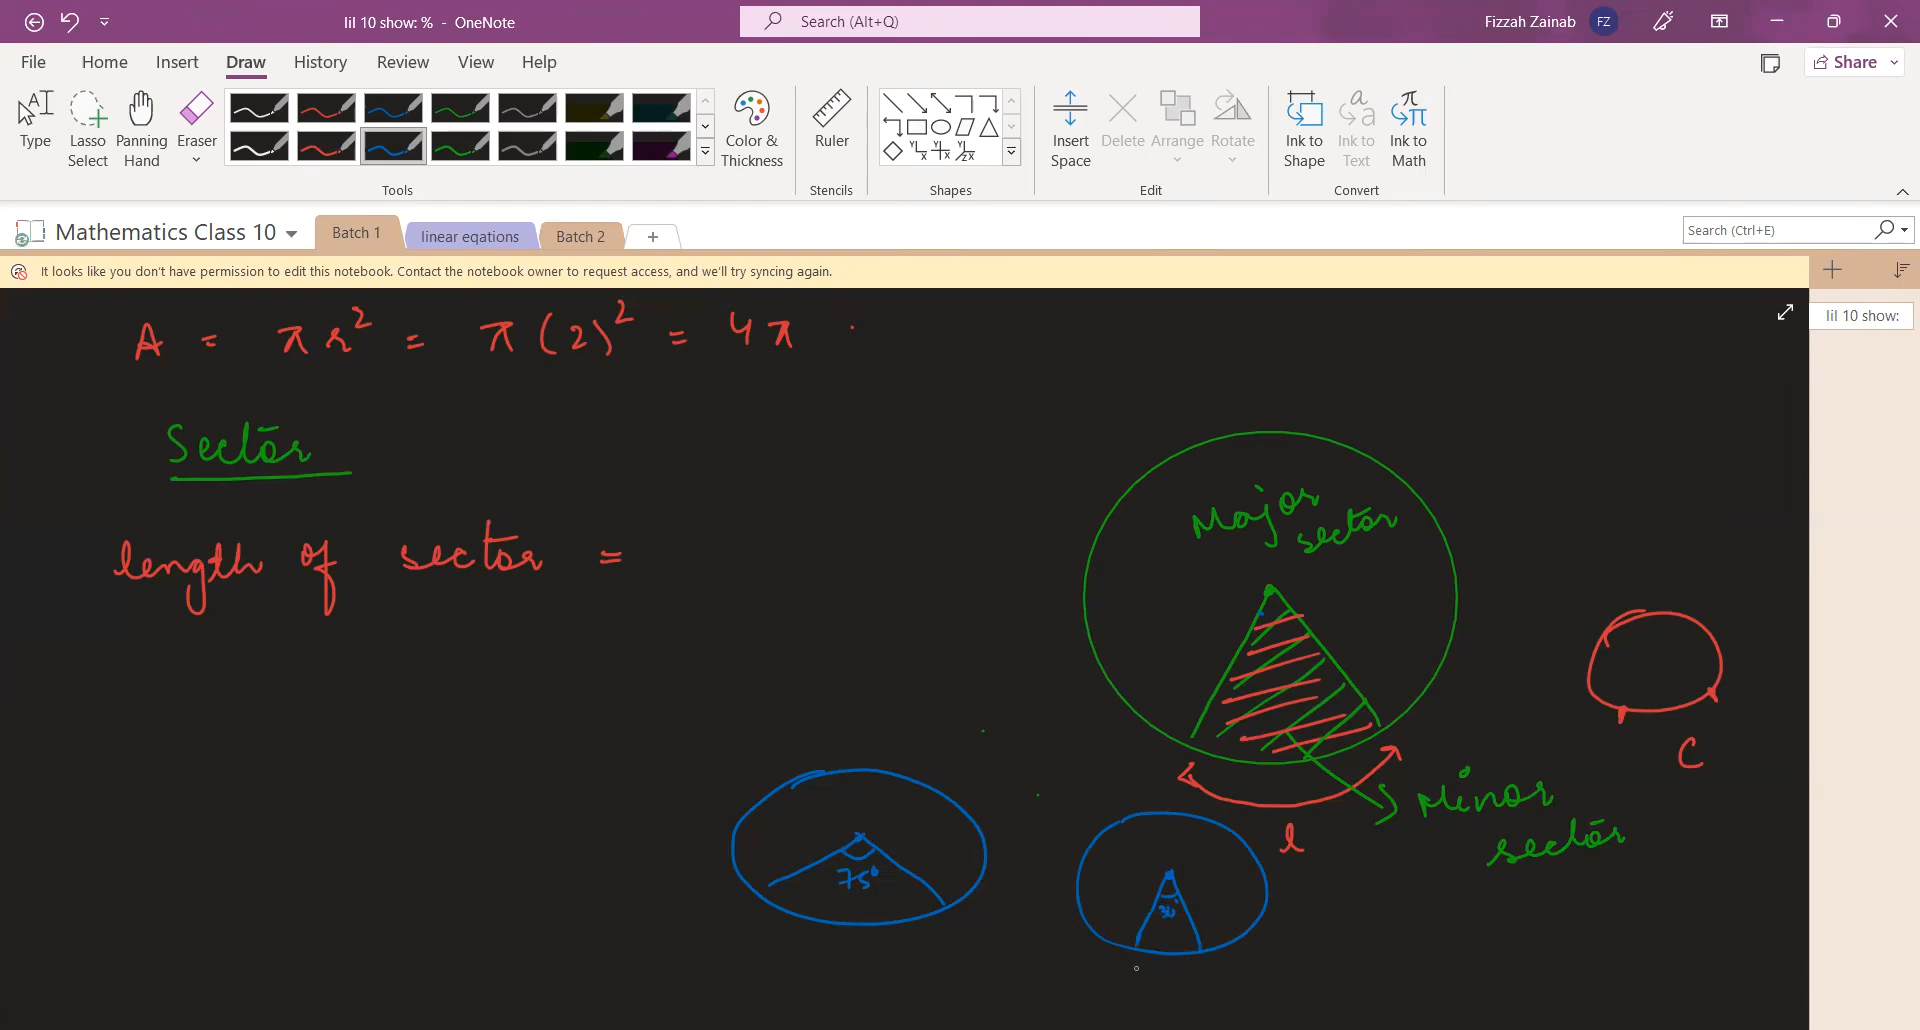 lil 10 show: % - OneNote
Search (Alt+Q)
Fizzah Zainab
FZ
File Home Insert Draw History Review View Help
Share
Type
Lasso Select
Panning Hand
Eraser
Color & Thickness
Ruler
Insert Space
Delete
Arrange
Rotate
Ink to Shape
Ink to Text
Ink to Math
Tools
Stencils
Shapes
Edit
Convert
Mathematics Class 10
Batch 1
linear eqations
Batch 2
Search (Ctrl+E)
It looks like you don't have permission to edit this notebook. Contact the notebook owner to request access, and we'll try syncing again.
lil 10 show:
A = πr² = π(2)² = 4π
Sector
Major
sector
length of sector =
C
Minor
sector
l
75°
30°